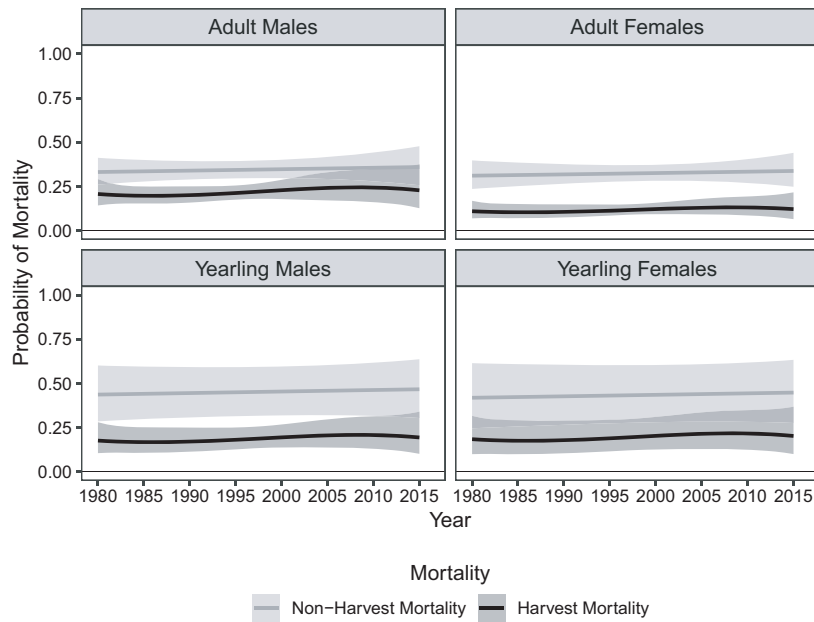 Adult Males
Adult Females
1.00
0.75
0.50
0.25
0.00
Yearling Males
Yearling Females
1.00
0.75
0.50
0.25
0.00
Probability of Mortality
1980 1985 1990 1995 2000 2005 2010 2015
1980 1985 1990 1995 2000 2005 2010 2015
Year
Mortality
Non−Harvest Mortality
Harvest Mortality